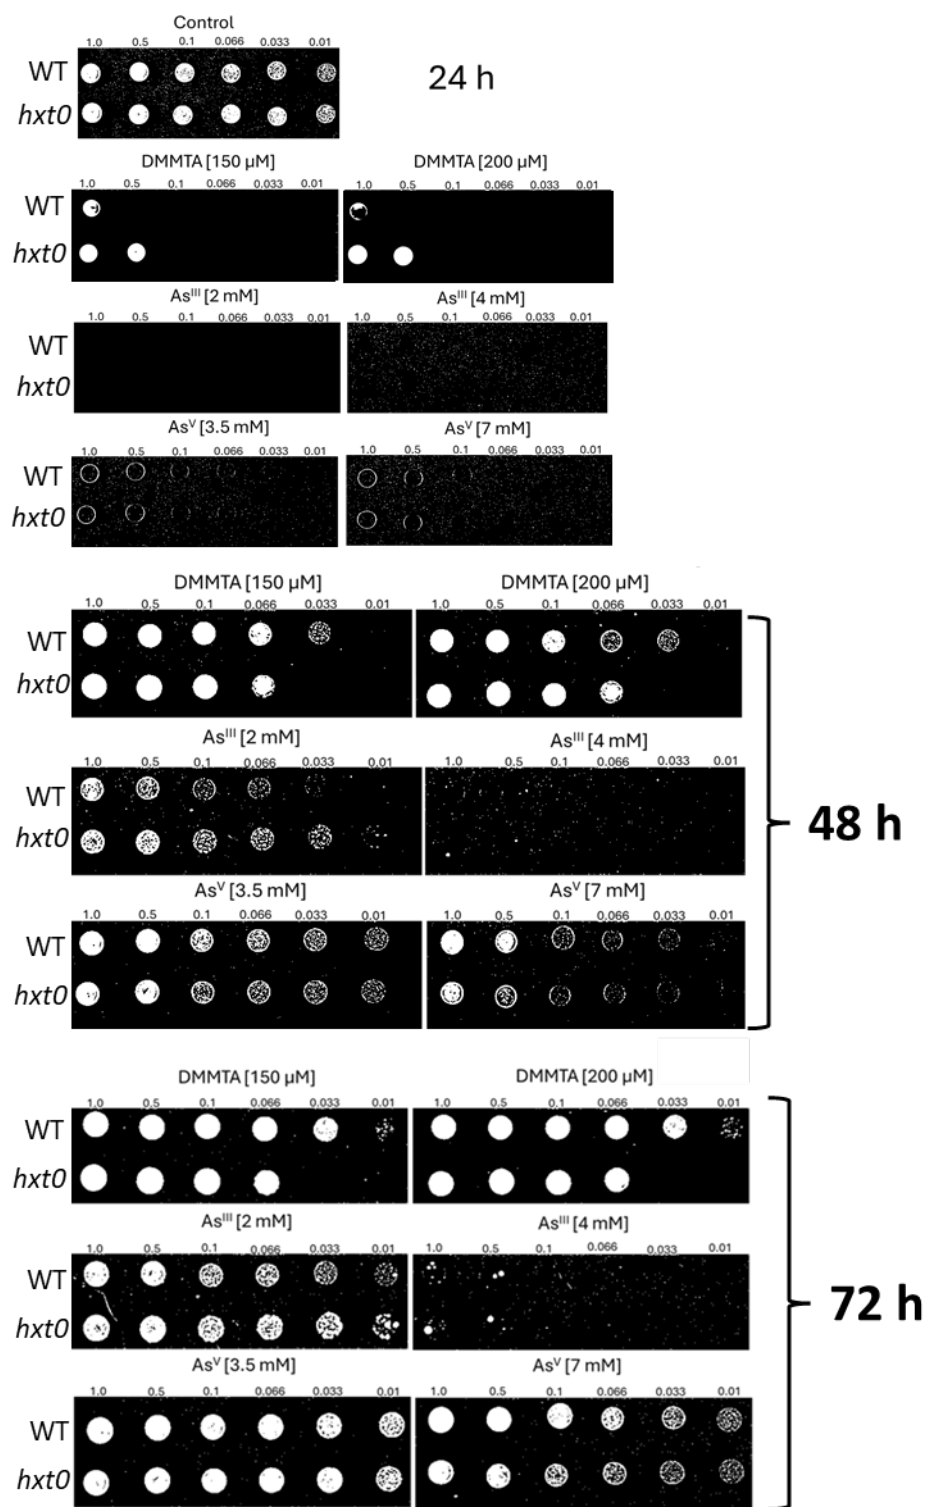 Control
1.0 0.5 0.1 0.066 0.033 0.01
WT
hxt0
24 h
DMMTA [150 µM] DMMTA [200 µM]
1.0 0.5 0.1 0.066 0.033 0.01 1.0 0.5 0.1 0.066 0.033 0.01
WT
hxt0
Asᴵᴵᴵ [2 mM] Asᴵᴵᴵ [4 mM]
1.0 0.5 0.1 0.066 0.033 0.01 1.0 0.5 0.1 0.066 0.033 0.01
WT
hxt0
Asⱽ [3.5 mM] Asⱽ [7 mM]
1.0 0.5 0.1 0.066 0.033 0.01 1.0 0.5 0.1 0.066 0.033 0.01
WT
hxt0
DMMTA [150 µM] DMMTA [200 µM]
1.0 0.5 0.1 0.066 0.033 0.01 1.0 0.5 0.1 0.066 0.033 0.01
WT
hxt0
Asᴵᴵᴵ [2 mM] Asᴵᴵᴵ [4 mM]
1.0 0.5 0.1 0.066 0.033 0.01 1.0 0.5 0.1 0.066 0.033 0.01
WT
hxt0
48 h
Asⱽ [3.5 mM] Asⱽ [7 mM]
1.0 0.5 0.1 0.066 0.033 0.01 1.0 0.5 0.1 0.066 0.033 0.01
WT
hxt0
DMMTA [150 µM] DMMTA [200 µM]
1.0 0.5 0.1 0.066 0.033 0.01 1.0 0.5 0.1 0.066 0.033 0.01
WT
hxt0
Asᴵᴵᴵ [2 mM] Asᴵᴵᴵ [4 mM]
1.0 0.5 0.1 0.066 0.033 0.01 1.0 0.5 0.1 0.066 0.033 0.01
WT
hxt0
72 h
Asⱽ [3.5 mM] Asⱽ [7 mM]
1.0 0.5 0.1 0.066 0.033 0.01 1.0 0.5 0.1 0.066 0.033 0.01
WT
hxt0